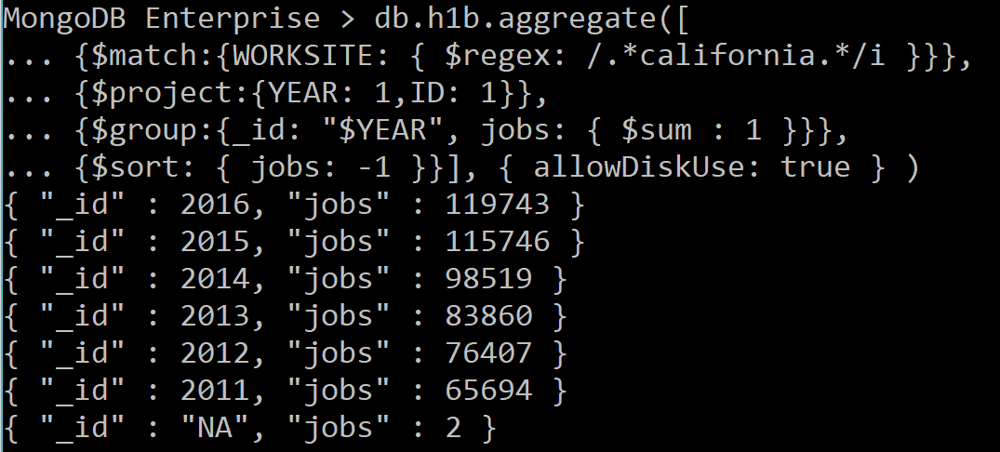 MongoDB Enterprise > db.h1b.aggregate([
... {$match:{WORKSITE: { $regex: /.*california.*/i }}},
... {$project:{YEAR: 1,ID: 1}},
... {$group:{_id: "$YEAR", jobs: { $sum : 1 }}},
... {$sort: { jobs: -1 }}], { allowDiskUse: true } )
{ "_id" : 2016, "jobs" : 119743 }
{ "_id" : 2015, "jobs" : 115746 }
{ "_id" : 2014, "jobs" : 98519 }
{ "_id" : 2013, "jobs" : 83860 }
{ "_id" : 2012, "jobs" : 76407 }
{ "_id" : 2011, "jobs" : 65694 }
{ "_id" : "NA", "jobs" : 2 }